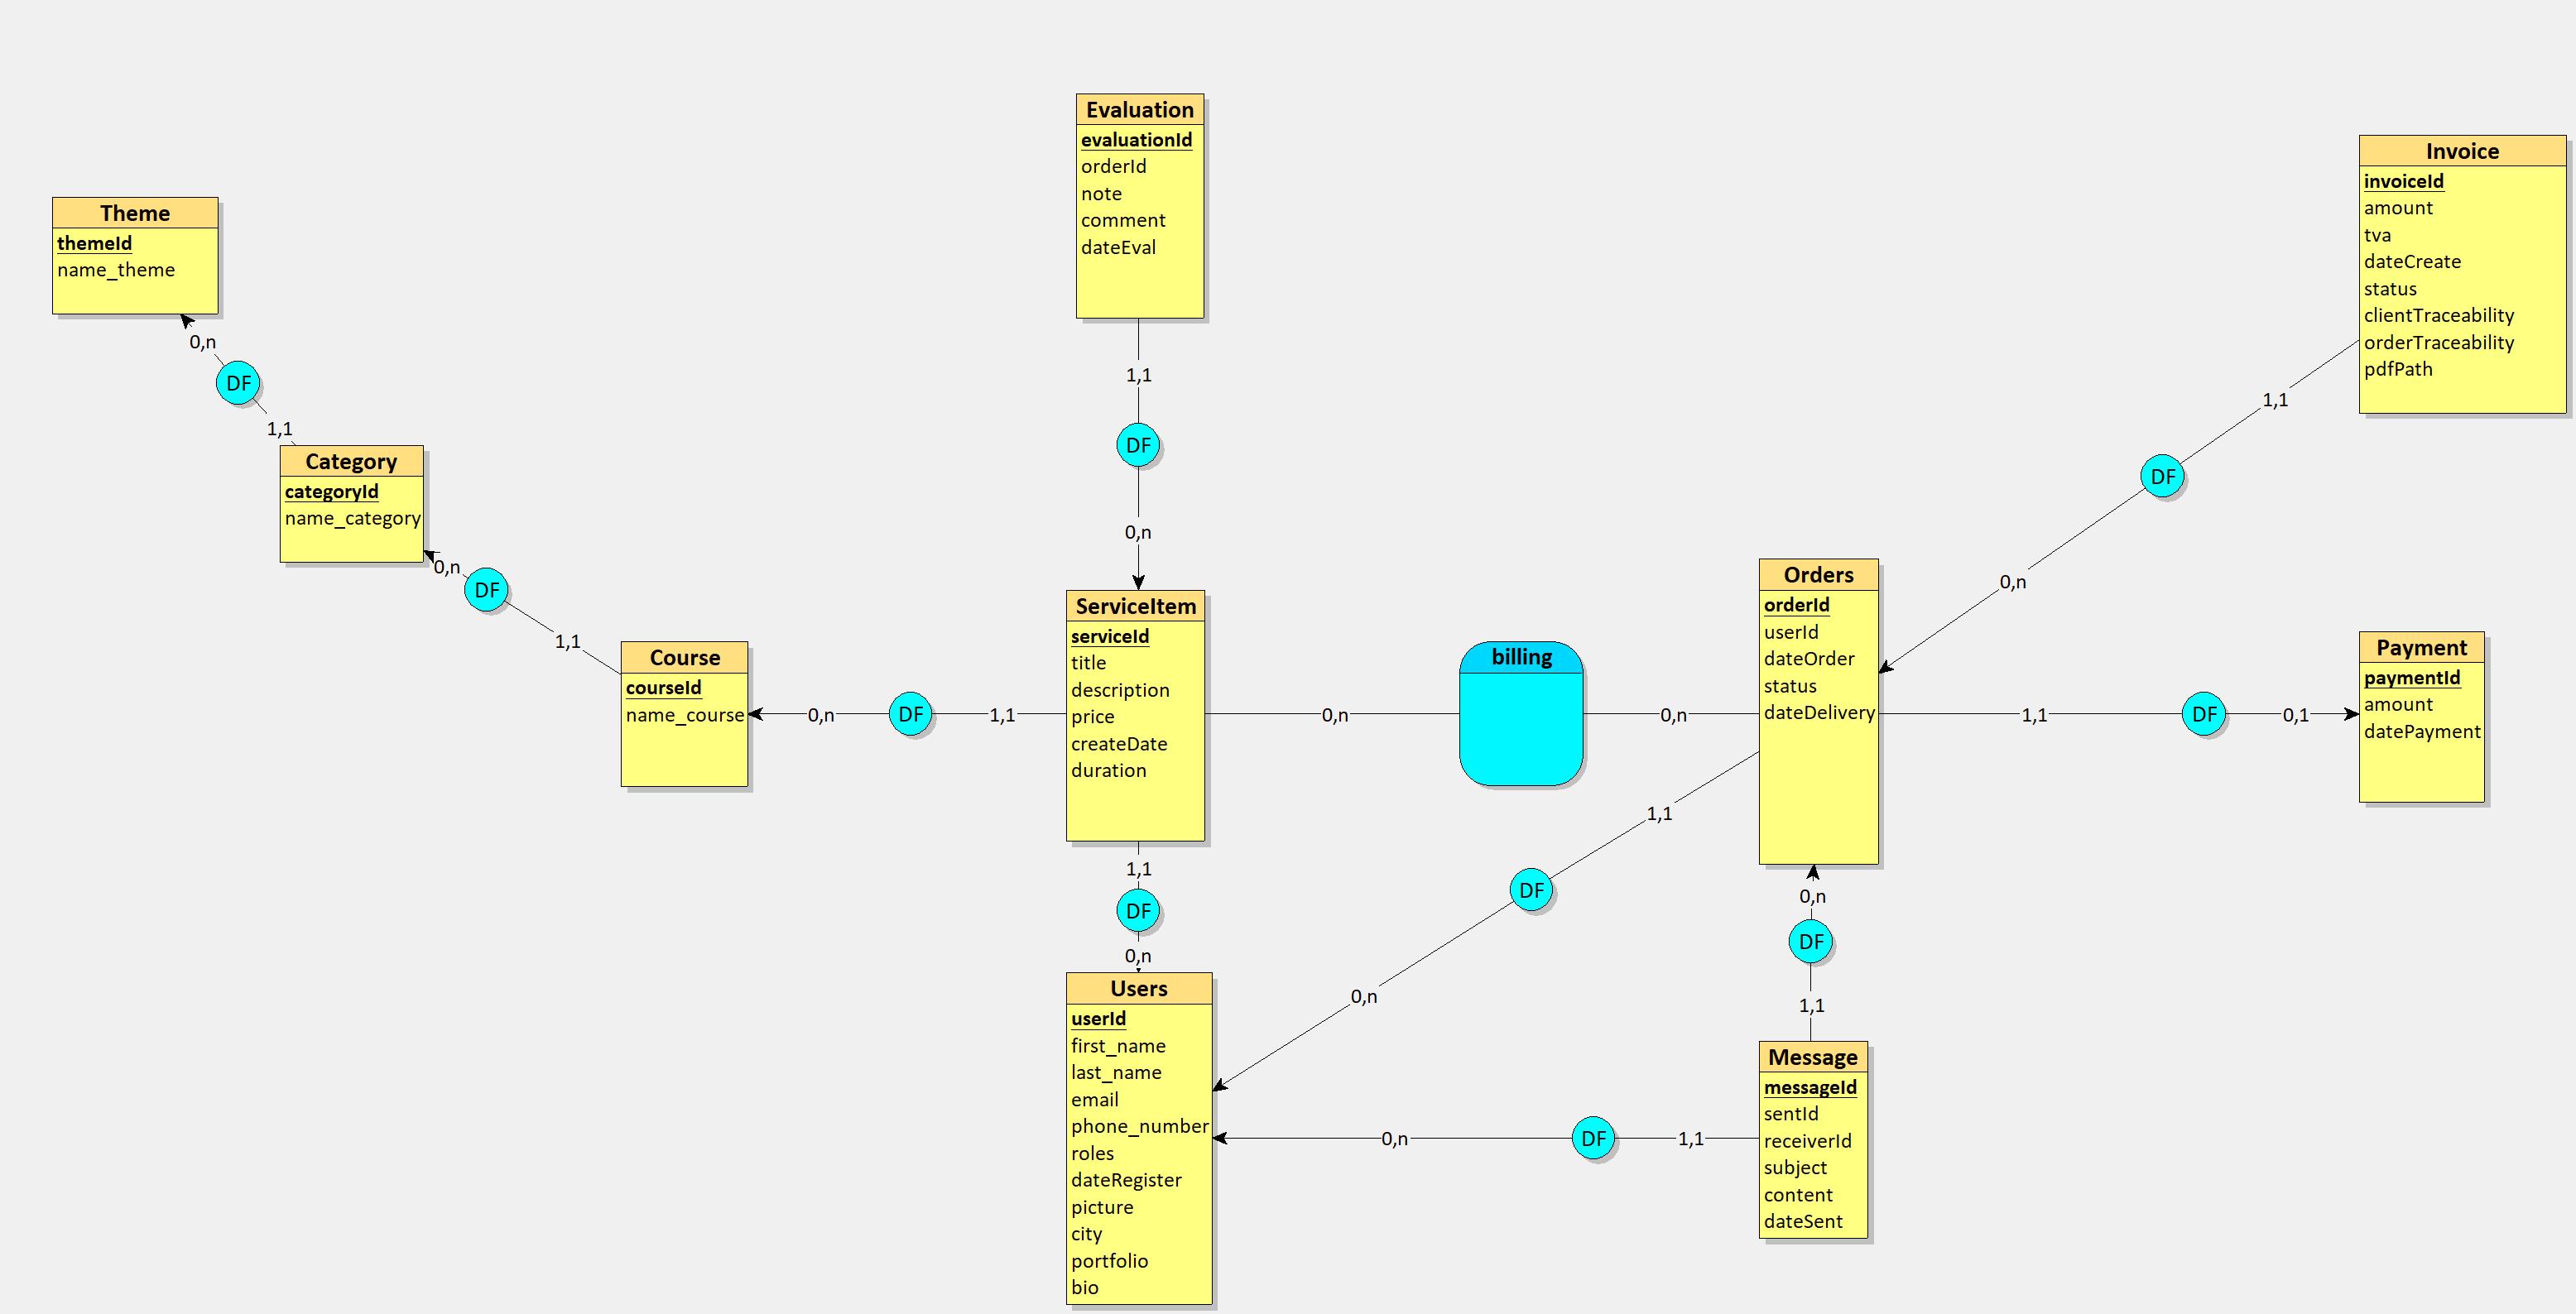 Theme
themeId
name_theme
0,n
DF
1,1
Category
categoryId
name_category
0,n
DF
1,1
Course
courseId
name_course
0,n
DF
1,1
Evaluation
evaluationId
orderId
note
comment
dateEval
1,1
DF
0,n
ServiceItem
serviceId
title
description
price
createDate
duration
0,n
billing
0,n
1,1
DF
0,n
Users
userId
first_name
last_name
email
phone_number
roles
dateRegister
picture
city
portfolio
bio
Orders
orderId
userId
dateOrder
status
dateDelivery
1,1
DF
0,n
0,n
DF
1,1
Message
messageId
sentId
receiverId
subject
content
dateSent
0,n
DF
1,1
Invoice
invoiceId
amount
tva
dateCreate
status
clientTraceability
orderTraceability
pdfPath
1,1
DF
0,n
1,1
DF
0,1
Payment
paymentId
amount
datePayment